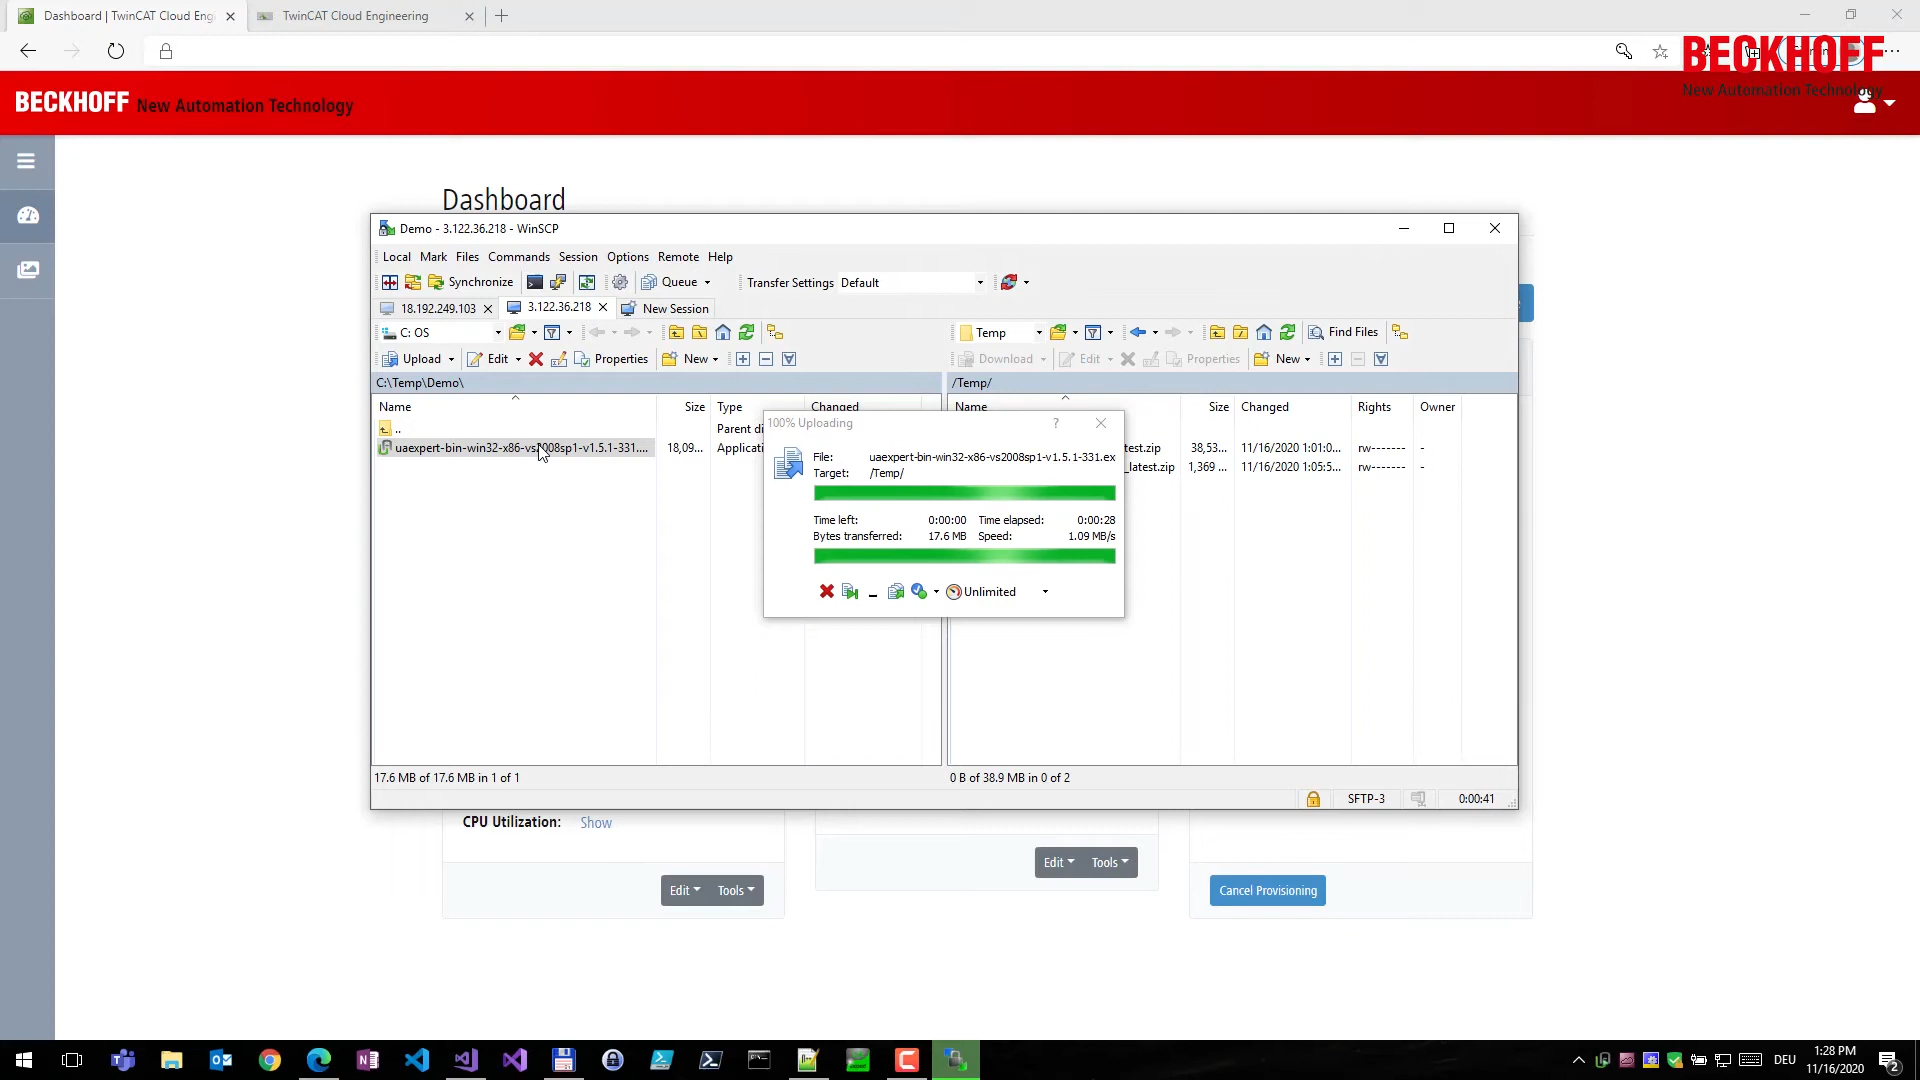 Dashboard | TwinCAT Cloud Eng
TwinCAT Cloud Engineering
BECKHOFF
New Automation Technology
BECKHOFF New Automation Technology
Dashboard
Demo - 3.122.36.218 - WinSCP
Local Mark Files Commands Session Options Remote Help
Synchronize Queue Transfer Settings Default
18.192.249.103 3.122.36.218 New Session
C: OS Temp Find Files
Upload Edit Properties New Download Edit Properties New
C:\Temp\Demo\ /Temp/
Name Size Type Changed Name Size Changed Rights Owner
.. Parent di
uaexpert-bin-win32-x86-vs2008sp1-v1.5.1-331.... 18,09... Applicati test.zip 38,53... 11/16/2020 1:01:0... rw------- -
_latest.zip 1,369 ... 11/16/2020 1:05:5... rw------- -
100% Uploading ?
File: uaexpert-bin-win32-x86-vs2008sp1-v1.5.1-331.ex
Target: /Temp/
Time left: 0:00:00 Time elapsed: 0:00:28
Bytes transferred: 17.6 MB Speed: 1.09 MB/s
Unlimited
17.6 MB of 17.6 MB in 1 of 1 0 B of 38.9 MB in 0 of 2
SFTP-3 0:00:41
CPU Utilization: Show
Edit Tools
Edit Tools
Cancel Provisioning
DEU
1:28 PM
11/16/2020
2